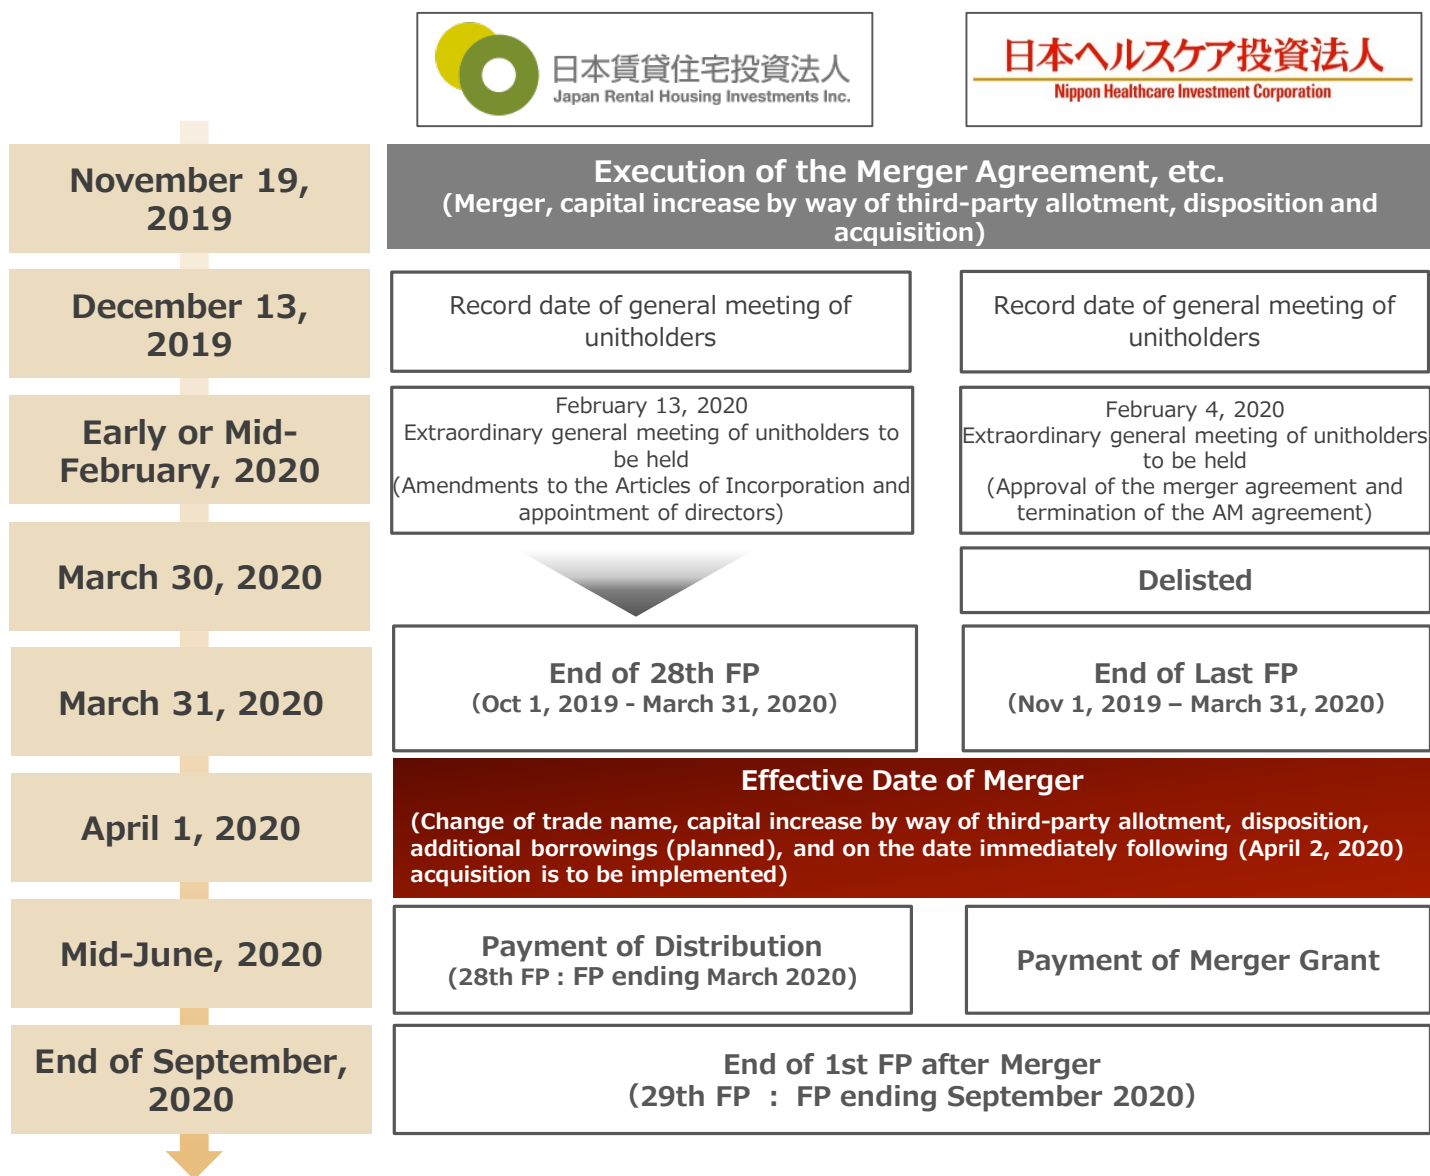 日本賃貸住宅投資法人
Japan Rental Housing Investments Inc.
日本ヘルスケア投資法人
Nippon Healthcare Investment Corporation
November 19,
2019
Execution of the Merger Agreement, etc.
(Merger, capital increase by way of third-party allotment, disposition and
acquisition)
December 13,
2019
Record date of general meeting of
unitholders
Record date of general meeting of
unitholders
Early or Mid-
February, 2020
February 13, 2020
Extraordinary general meeting of unitholders to
be held
(Amendments to the Articles of Incorporation and
appointment of directors)
February 4, 2020
Extraordinary general meeting of unitholders
to be held
(Approval of the merger agreement and
termination of the AM agreement)
March 30, 2020
Delisted
March 31, 2020
End of 28th FP
（Oct 1, 2019 - March 31, 2020）
End of Last FP
（Nov 1, 2019 – March 31, 2020）
April 1, 2020
Effective Date of Merger
(Change of trade name, capital increase by way of third-party allotment, disposition,
additional borrowings (planned), and on the date immediately following (April 2, 2020)
acquisition is to be implemented)
Mid-June, 2020
Payment of Distribution
(28th FP : FP ending March 2020)
Payment of Merger Grant
End of September,
2020
End of 1st FP after Merger
（29th FP ： FP ending September 2020）